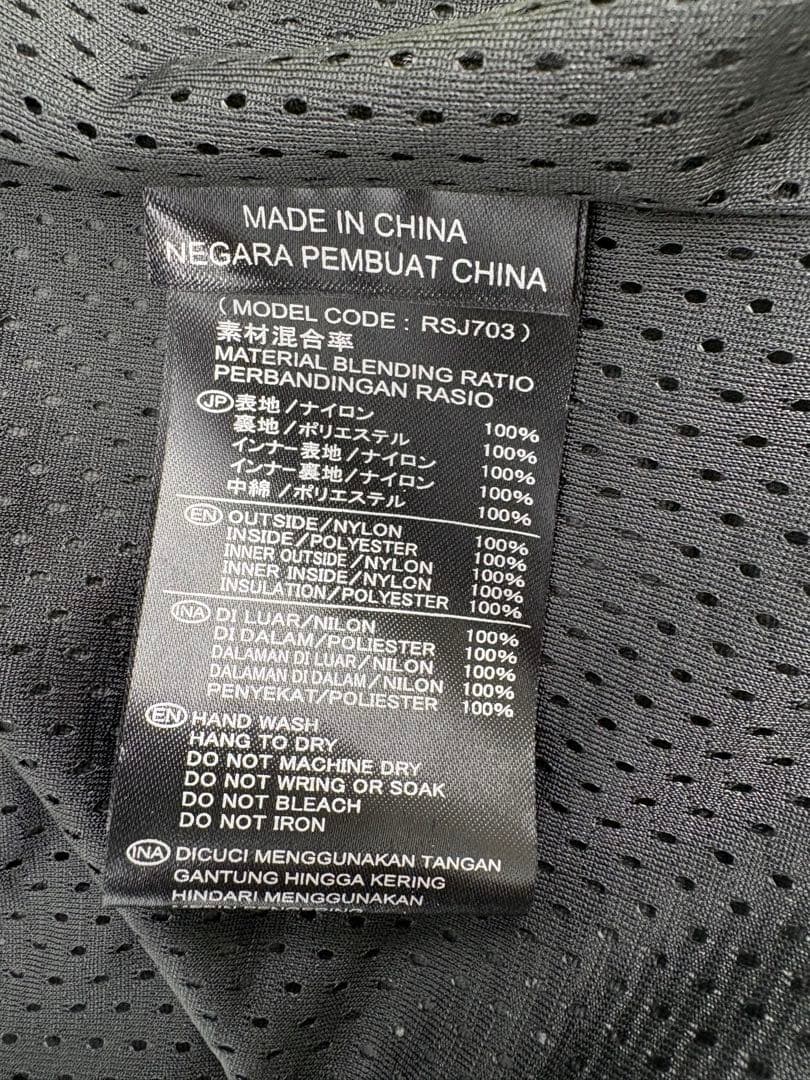 MADE IN CHINA
NEGARA PEMBUAT CHINA
( MODEL CODE : RSJ703 )
素材混合率
MATERIAL BLENDING RATIO
PERBANDINGAN RASIO
JP 表地/ナイロン 100%
裏地/ポリエステル 100%
インナー表地/ナイロン 100%
インナー裏地/ナイロン 100%
中綿/ポリエステル 100%
EN OUTSIDE/NYLON 100%
INSIDE/POLYESTER 100%
INNER OUTSIDE/NYLON 100%
INNER INSIDE/NYLON 100%
INSULATION/POLYESTER 100%
INA DI LUAR/NILON 100%
DI DALAM/POLIESTER 100%
DALAMAN DI LUAR/NILON 100%
DALAMAN DI DALAM/NILON 100%
PENYEKAT/POLIESTER 100%
EN HAND WASH
HANG TO DRY
DO NOT MACHINE DRY
DO NOT WRING OR SOAK
DO NOT BLEACH
DO NOT IRON
INA DICUCI MENGGUNAKAN TANGAN
GANTUNG HINGGA KERING
HINDARI MENGGUNAKAN